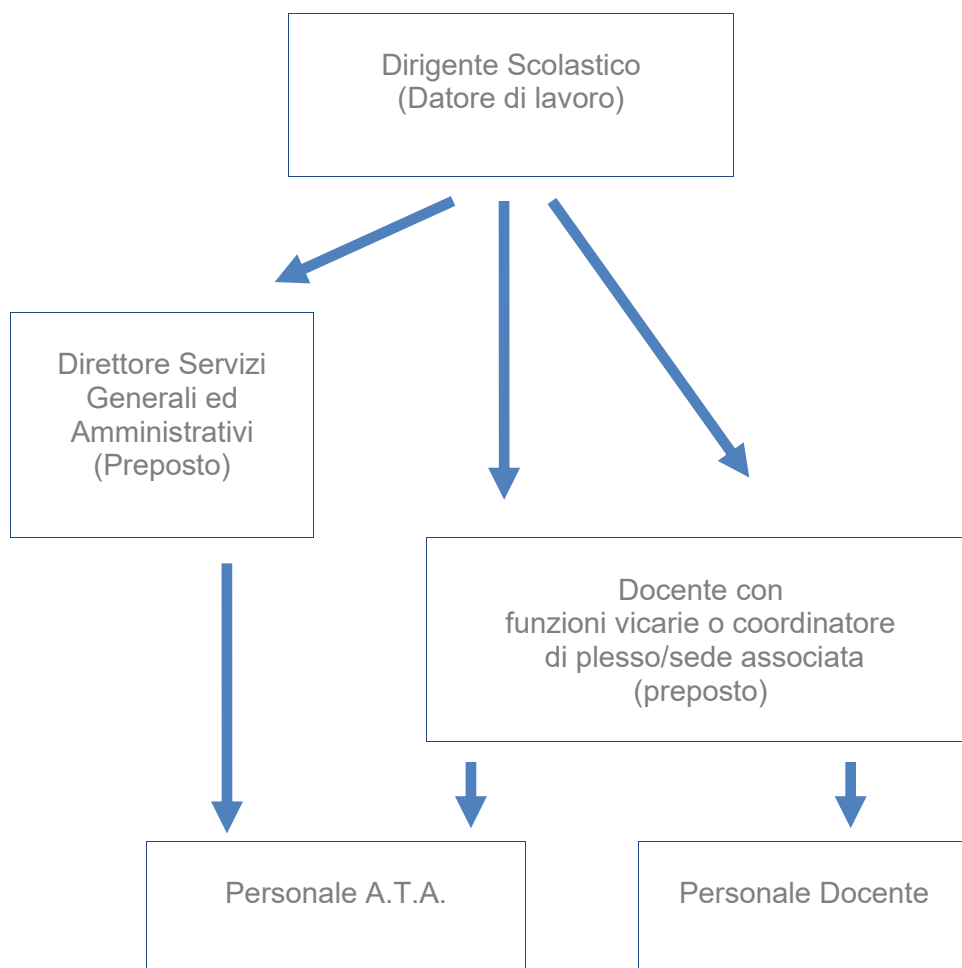 Dirigente Scolastico
(Datore di lavoro)
Direttore Servizi
Generali ed
Amministrativi
(Preposto)
Docente con
funzioni vicarie o coordinatore
di plesso/sede associata
(preposto)
Personale A.T.A.
Personale Docente